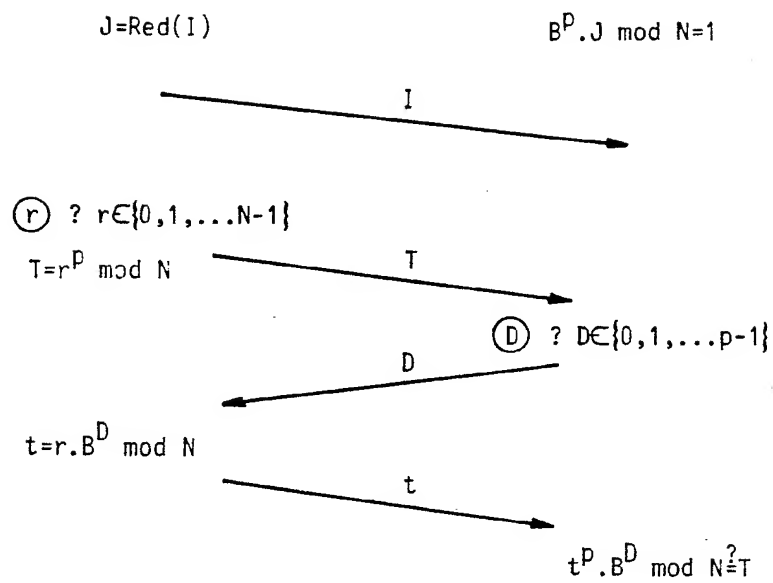 J=Red(I) B^p.J mod N=1
I
r ? r∈{0,1,...N-1}
T=r^p mod N
T
D ? D∈{0,1,...p-1}
D
t=r.B^D mod N
t
t^p.B^D mod N≟T